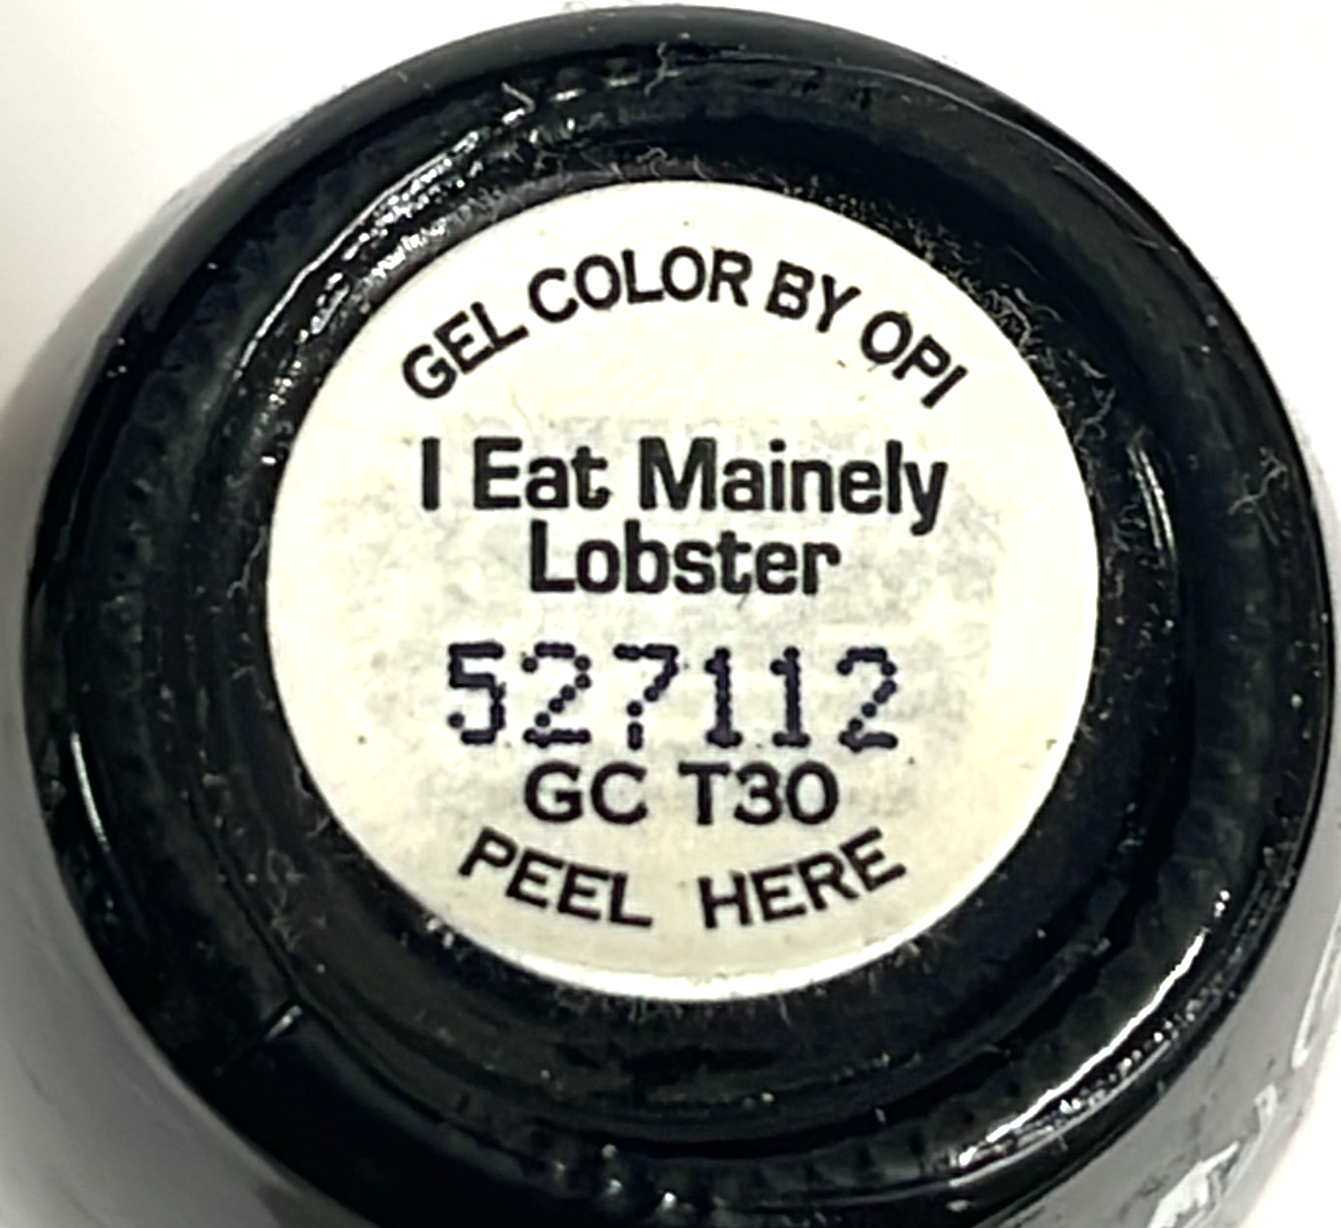 GEL COLOR BY OPI
I Eat Mainely
Lobster
527112
GC T30
PEEL HERE